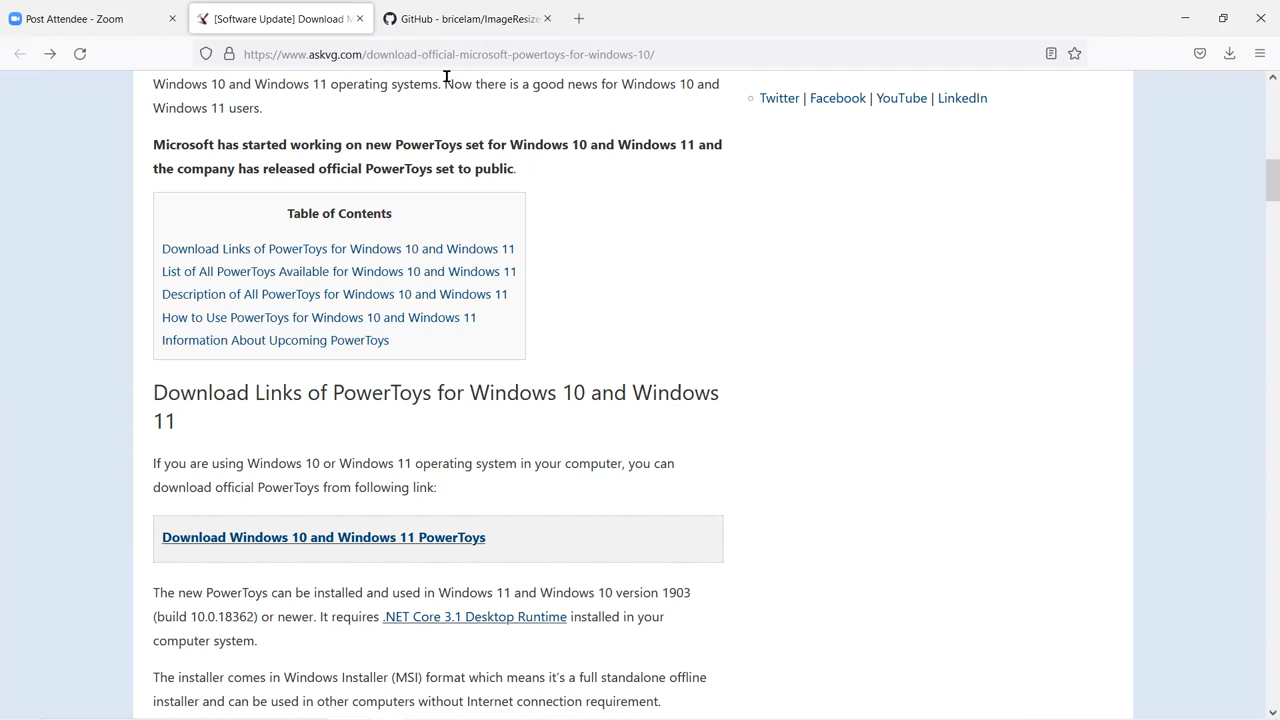 Post Attendee - Zoom
[Software Update] Download M
GitHub - bricelam/ImageResize
https://www.askvg.com/download-official-microsoft-powertoys-for-windows-10/
Windows 10 and Windows 11 operating systems. Now there is a good news for Windows 10 and
Windows 11 users.
Twitter | Facebook | YouTube | LinkedIn
Microsoft has started working on new PowerToys set for Windows 10 and Windows 11 and
the company has released official PowerToys set to public.
Table of Contents
Download Links of PowerToys for Windows 10 and Windows 11
List of All PowerToys Available for Windows 10 and Windows 11
Description of All PowerToys for Windows 10 and Windows 11
How to Use PowerToys for Windows 10 and Windows 11
Information About Upcoming PowerToys
Download Links of PowerToys for Windows 10 and Windows
11
If you are using Windows 10 or Windows 11 operating system in your computer, you can
download official PowerToys from following link:
Download Windows 10 and Windows 11 PowerToys
The new PowerToys can be installed and used in Windows 11 and Windows 10 version 1903
(build 10.0.18362) or newer. It requires .NET Core 3.1 Desktop Runtime installed in your
computer system.
The installer comes in Windows Installer (MSI) format which means it's a full standalone offline
installer and can be used in other computers without Internet connection requirement.